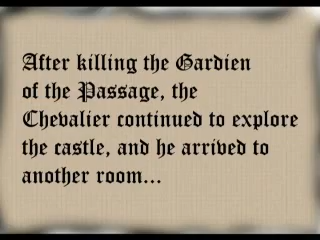 After killing the Gardien
of the Passage, the
Chevalier continued to explore
the castle, and he arrived to
another room...